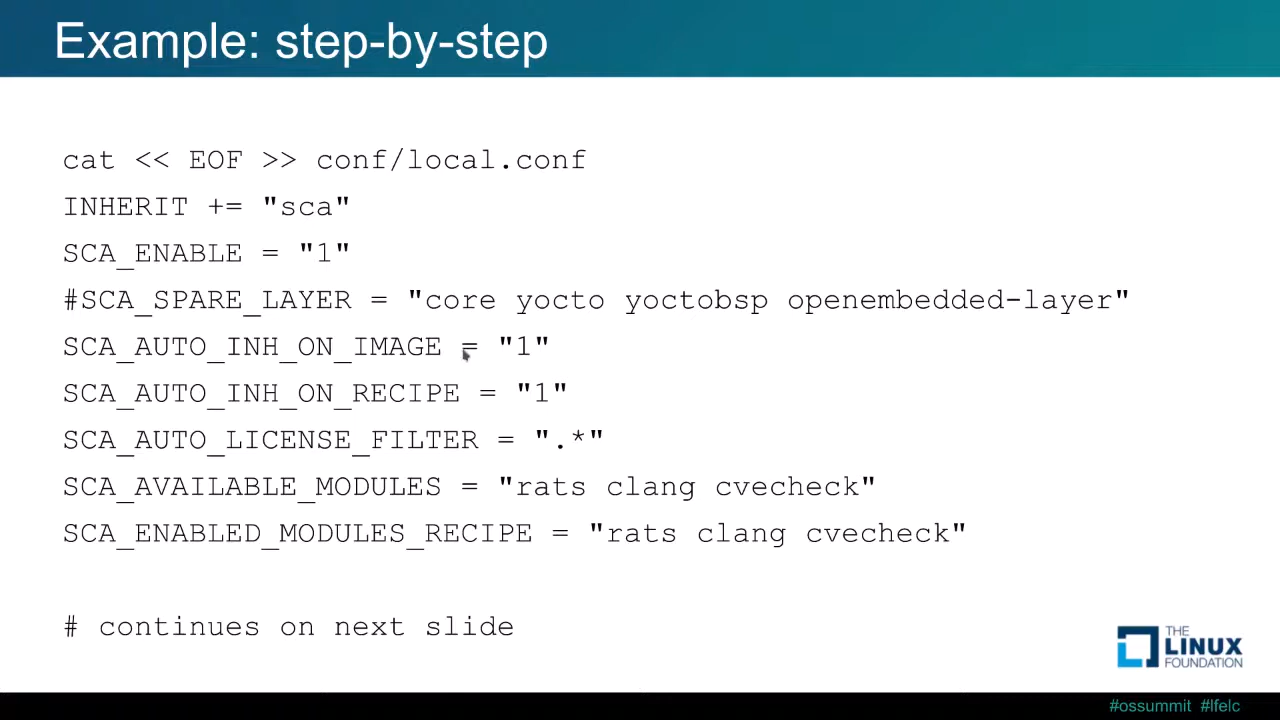 Example: step-by-step
cat << EOF >> conf/local.conf
INHERIT += "sca"
SCA_ENABLE = "1"
#SCA_SPARE_LAYER = "core yocto yoctobsp openembedded-layer"
SCA_AUTO_INH_ON_IMAGE = "1"
SCA_AUTO_INH_ON_RECIPE = "1"
SCA_AUTO_LICENSE_FILTER = ".*"
SCA_AVAILABLE_MODULES = "rats clang cvecheck"
SCA_ENABLED_MODULES_RECIPE = "rats clang cvecheck"
# continues on next slide
THE
LINUX
FOUNDATION
#ossummit #lfelc